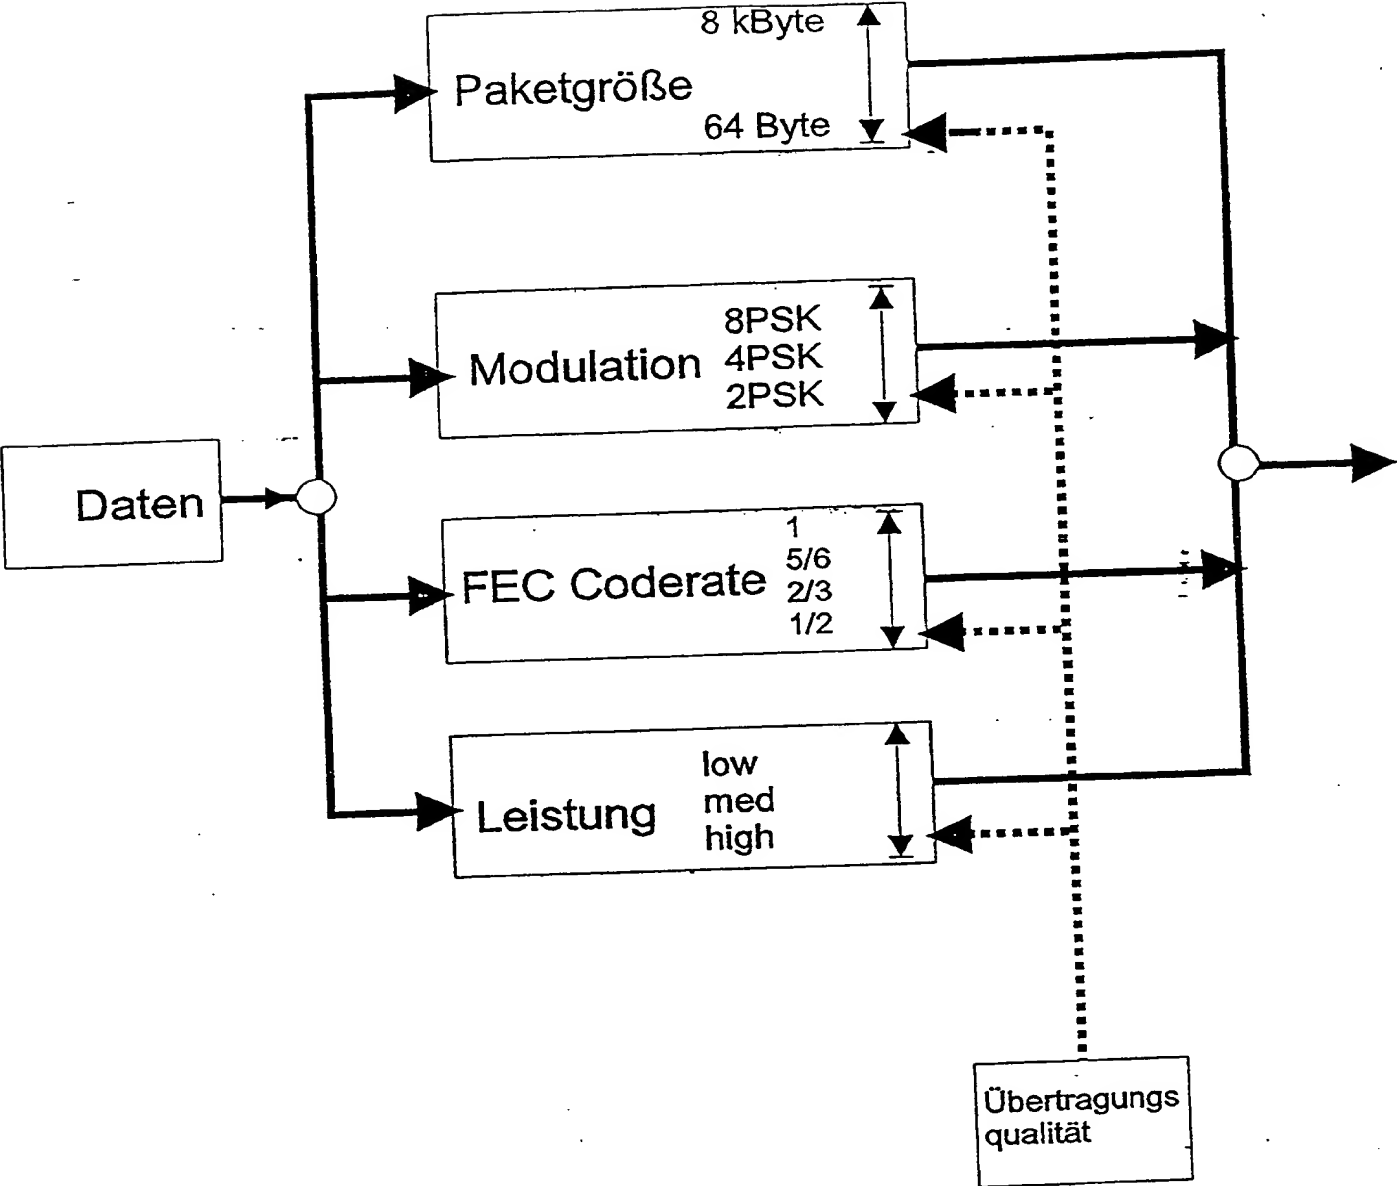 8 kByte
Paketgröße
64 Byte
8PSK
Modulation
4PSK
2PSK
Daten
1
5/6
FEC Coderate
2/3
1/2
low
med
Leistung
high
Übertragungs
qualität